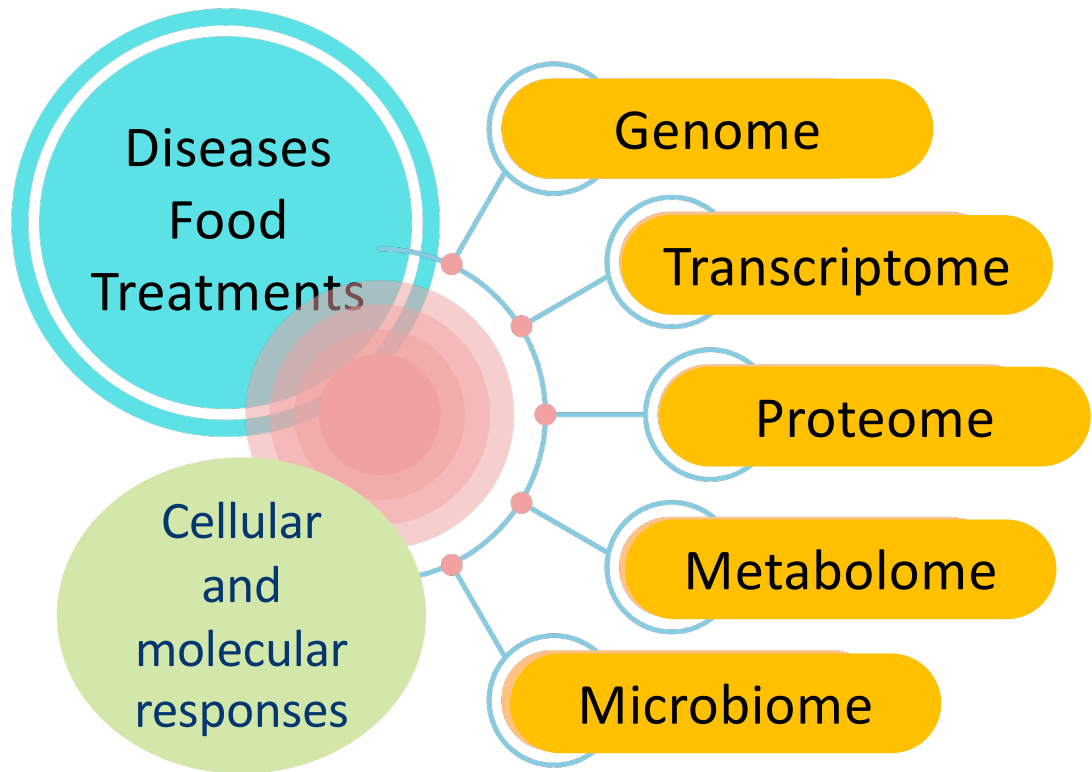 Diseases
Food
Treatments
Genome
Transcriptome
Proteome
Metabolome
Microbiome
Cellular
and
molecular
responses